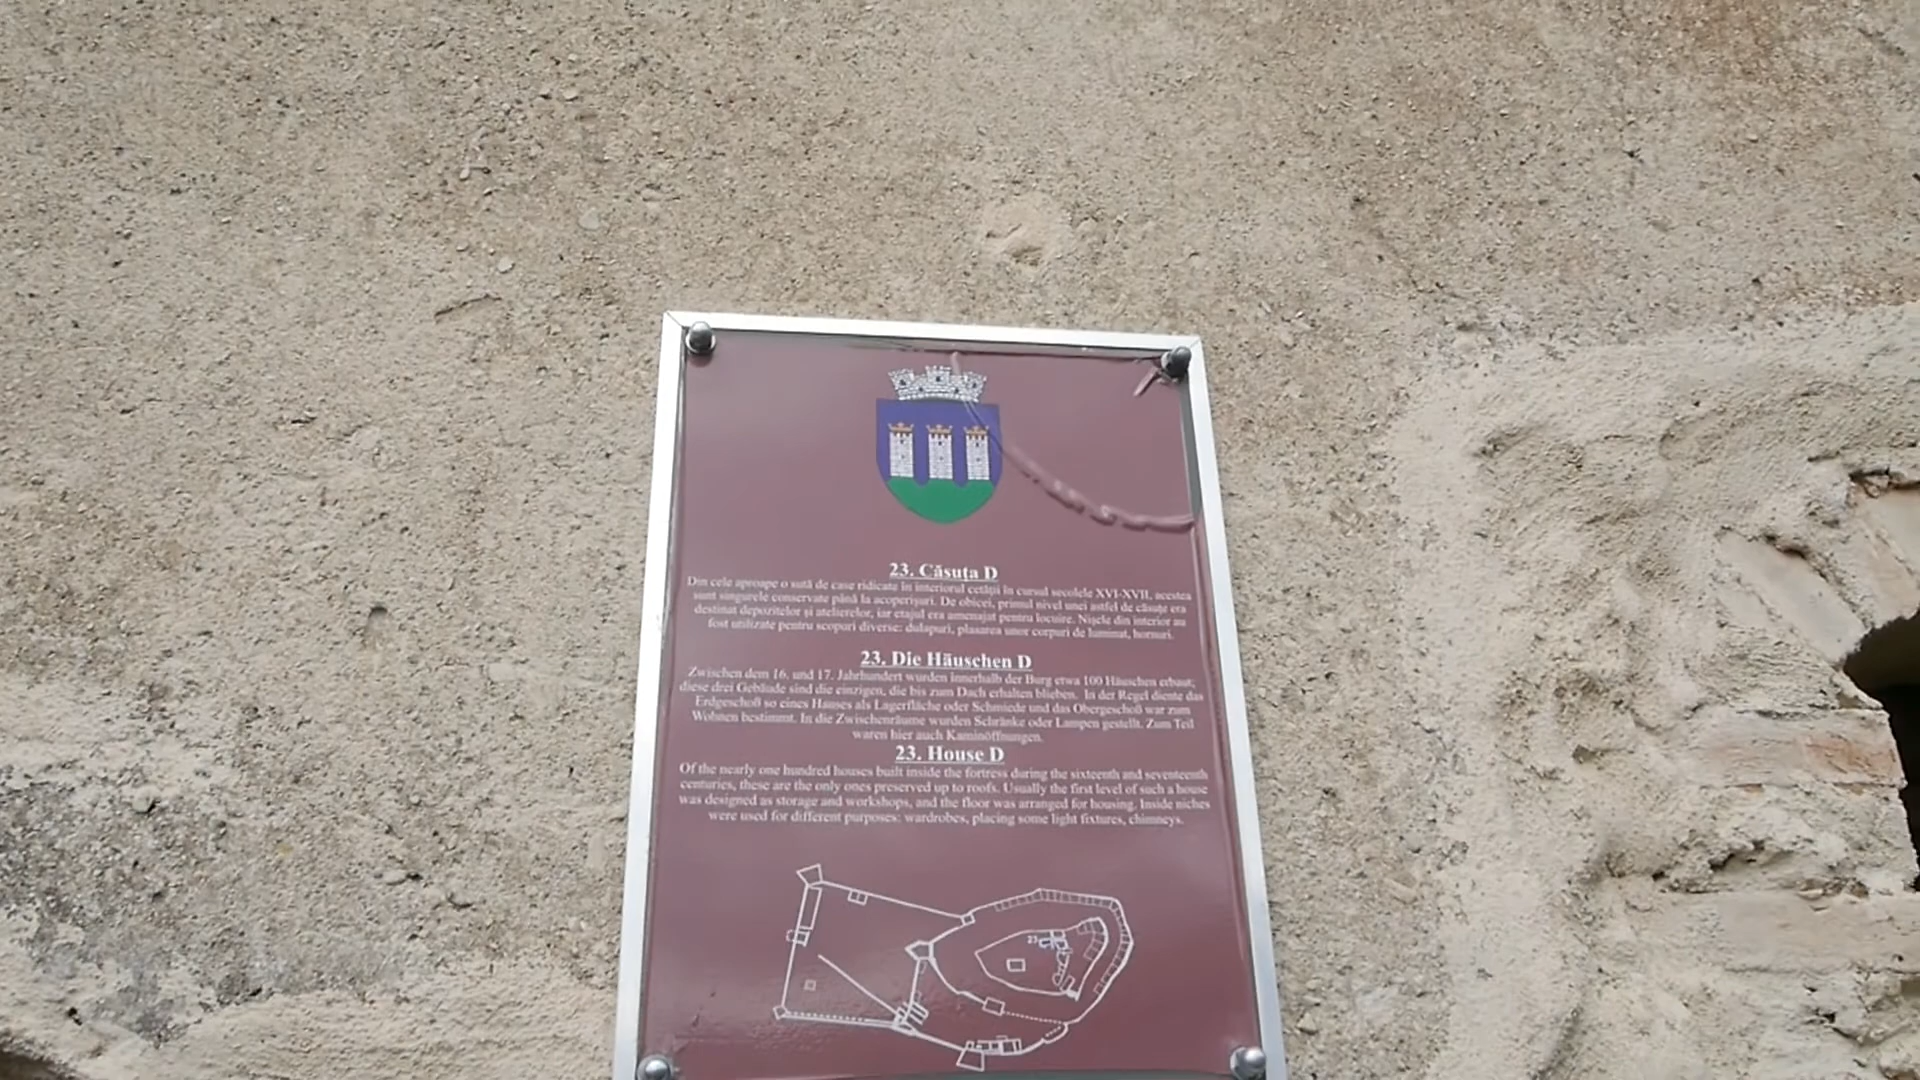 23. Căsuţa D
Din cele aproape o sută de case ridicate în interiorul cetăţii în cursul secolele XVI-XVII, acestea
sunt singurele conservate până la acoperişuri. De obicei, primul nivel unei astfel de căsuţe era
destinat depozitelor şi atelierelor, iar etajul era amenajat pentru locuire. Nişele din interior au
fost utilizate pentru scopuri diverse: dulapuri, plasarea unor corpuri de luminat, hornuri.
23. Die Häuschen D
Zwischen dem 16. und 17. Jahrhundert wurden innerhalb der Burg etwa 100 Häuschen erbaut,
diese drei Gebäude sind die einzigen, die bis zum Dach erhalten blieben. In der Regel diente das
Erdgeschoß so eines Hauses als Lagerfläche oder Schmiede und das Obergeschoß war zum
Wohnen bestimmt. In die Zwischenräume wurden Schränke oder Lampen gestellt. Zum Teil
waren hier auch Kaminöffnungen.
23. House D
Of the nearly one hundred houses built inside the fortress during the sixteenth and seventeenth
centuries, these are the only ones preserved up to roofs. Usually the first level of such a house
was designed as storage and workshops, and the floor was arranged for housing. Inside niches
were used for different purposes: wardrobes, placing some light fixtures, chimneys.
23